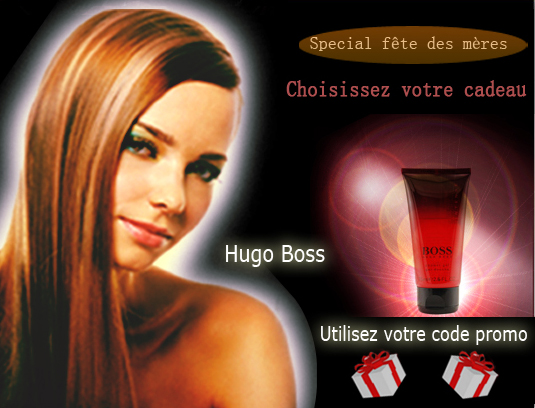 Special fête des mères
Choisissez votre cadeau
BOSS
Hugo Boss
Utilisez votre code promo